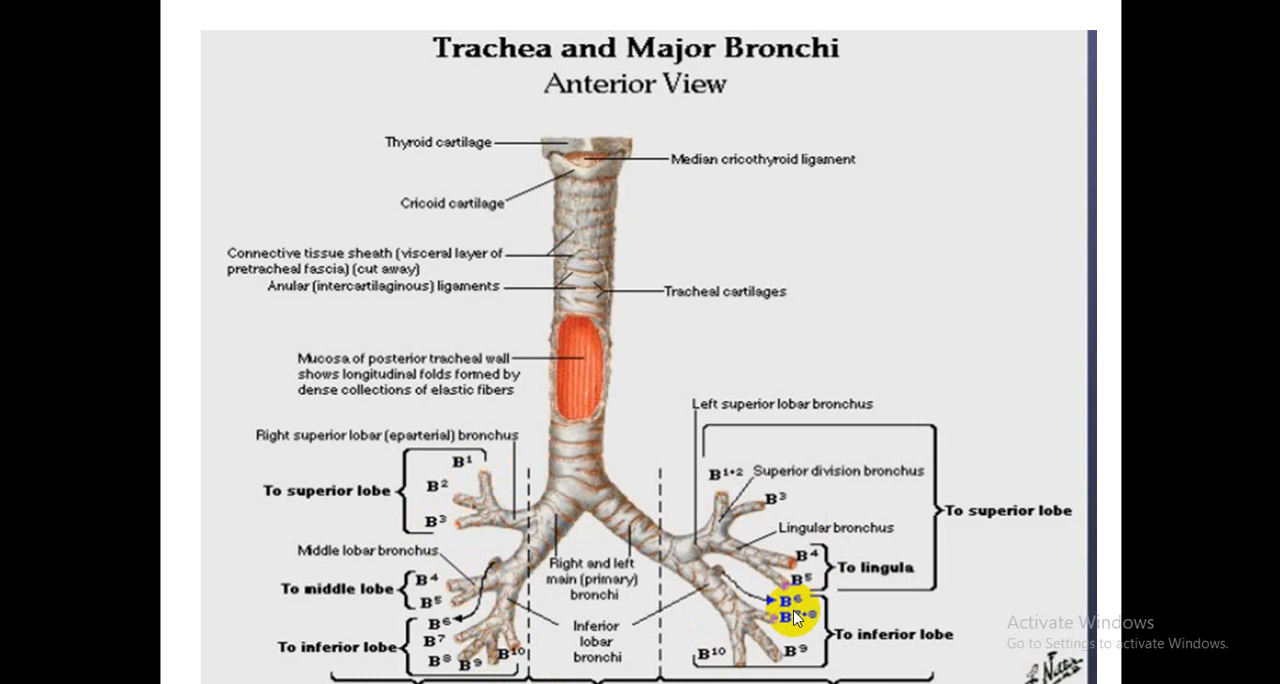 Trachea and Major Bronchi
Anterior View
Thyroid cartilage
Median cricothyroid ligament
Cricoid cartilage
Connective tissue sheath (visceral layer of
pretracheal fascia) (cut away)
Anular (intercartilaginous) ligaments
Tracheal cartilages
Mucosa of posterior tracheal wall
shows longitudinal folds formed by
dense collections of elastic fibers
Left superior lobar bronchus
Right superior lobar (eparterial) bronchus
B1
B2
B3
To superior lobe
B1+2
Superior division bronchus
B3
Lingular bronchus
To superior lobe
Middle lobar bronchus
B4
B5
To middle lobe
Right and left
main (primary)
bronchi
B4
B5
To lingula
B6
B7
B8
B9
B10
To inferior lobe
Inferior
lobar
bronchi
B6
B9
B10
To inferior lobe
Activate Windows
Go to Settings to activate Windows.